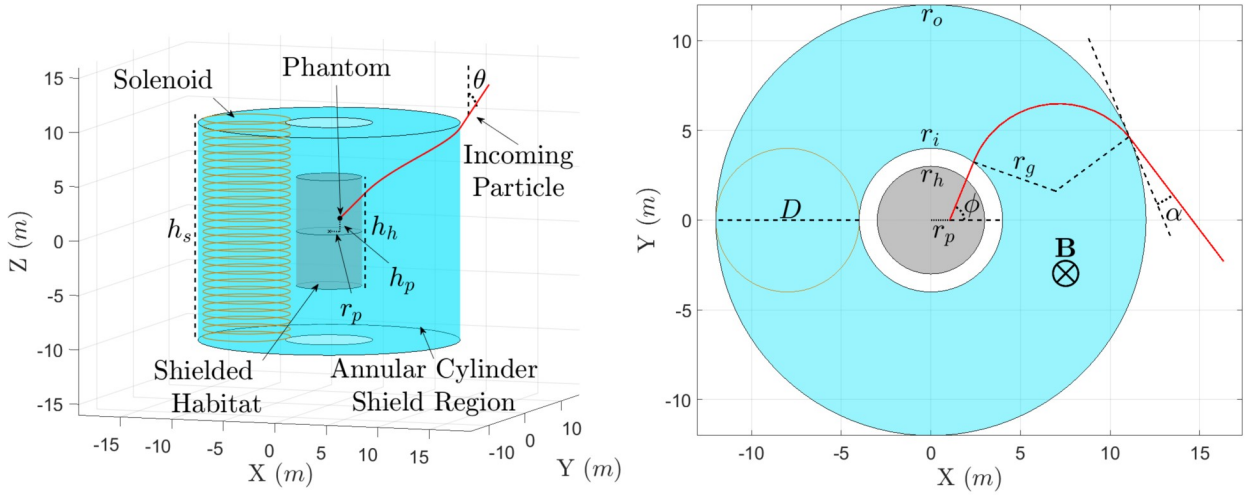 Phantom
Solenoid
θ
Incoming
Particle
h_s
h_h
h_p
r_p
Shielded
Habitat
Annular Cylinder
Shield Region
15
10
5
0
-5
-10
-15
Z (m)
-15
-10
-5
0
5
10
15
X (m)
-10
0
10
Y (m)
r_o
r_i
r_h
r_g
D
ϕ
r_p
α
B
10
5
0
-5
-10
Y (m)
-10
-5
0
5
10
15
X (m)